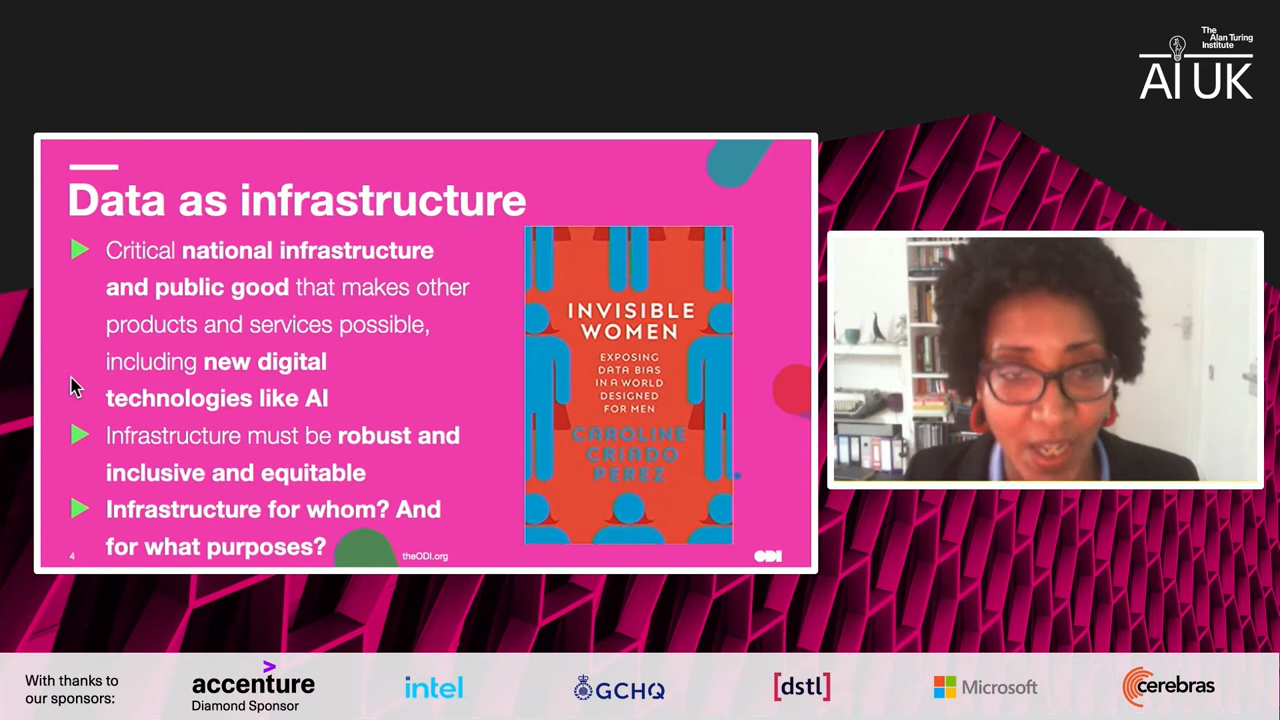 The
Alan Turing
Institute
AI UK
Data as infrastructure
Critical national infrastructure
and public good that makes other
products and services possible,
including new digital
technologies like AI
Infrastructure must be robust and
inclusive and equitable
Infrastructure for whom? And
for what purposes?
INVISIBLE
WOMEN
EXPOSING
DATA BIAS
IN A WORLD
DESIGNED
FOR MEN
CAROLINE
CRIADO
PEREZ
4
theODI.org
ODI
With thanks to
our sponsors:
accenture
Diamond Sponsor
intel
GCHQ
[dstl]
Microsoft
cerebras